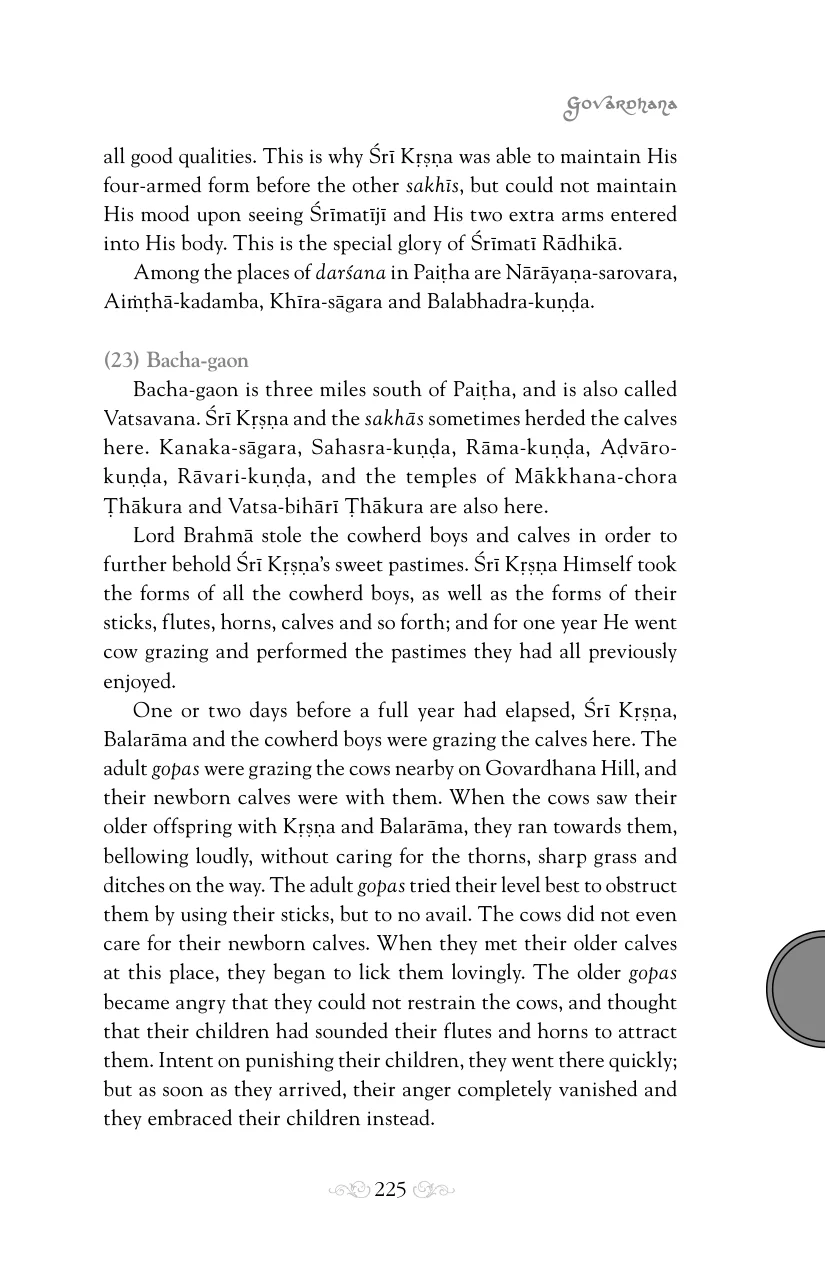 Govardhana
all good qualities. This is why Śrī Kṛṣṇa was able to maintain His
four-armed form before the other sakhīs, but could not maintain
His mood upon seeing Śrīmatījī and His two extra arms entered
into His body. This is the special glory of Śrīmatī Rādhikā.
Among the places of darśana in Paiṭha are Nārāyaṇa-sarovara,
Aiṁṭhā-kadamba, Khīra-sāgara and Balabhadra-kuṇḍa.
(23) Bacha-gaon
Bacha-gaon is three miles south of Paiṭha, and is also called
Vatsavana. Śrī Kṛṣṇa and the sakhās sometimes herded the calves
here. Kanaka-sāgara, Sahasra-kuṇḍa, Rāma-kuṇḍa, Aḍvāro-
kuṇḍa, Rāvari-kuṇḍa, and the temples of Mākkhana-chora
Ṭhākura and Vatsa-bihārī Ṭhākura are also here.
Lord Brahmā stole the cowherd boys and calves in order to
further behold Śrī Kṛṣṇa's sweet pastimes. Śrī Kṛṣṇa Himself took
the forms of all the cowherd boys, as well as the forms of their
sticks, flutes, horns, calves and so forth; and for one year He went
cow grazing and performed the pastimes they had all previously
enjoyed.
One or two days before a full year had elapsed, Śrī Kṛṣṇa,
Balarāma and the cowherd boys were grazing the calves here. The
adult gopas were grazing the cows nearby on Govardhana Hill, and
their newborn calves were with them. When the cows saw their
older offspring with Kṛṣṇa and Balarāma, they ran towards them,
bellowing loudly, without caring for the thorns, sharp grass and
ditches on the way. The adult gopas tried their level best to obstruct
them by using their sticks, but to no avail. The cows did not even
care for their newborn calves. When they met their older calves
at this place, they began to lick them lovingly. The older gopas
became angry that they could not restrain the cows, and thought
that their children had sounded their flutes and horns to attract
them. Intent on punishing their children, they went there quickly;
but as soon as they arrived, their anger completely vanished and
they embraced their children instead.
225